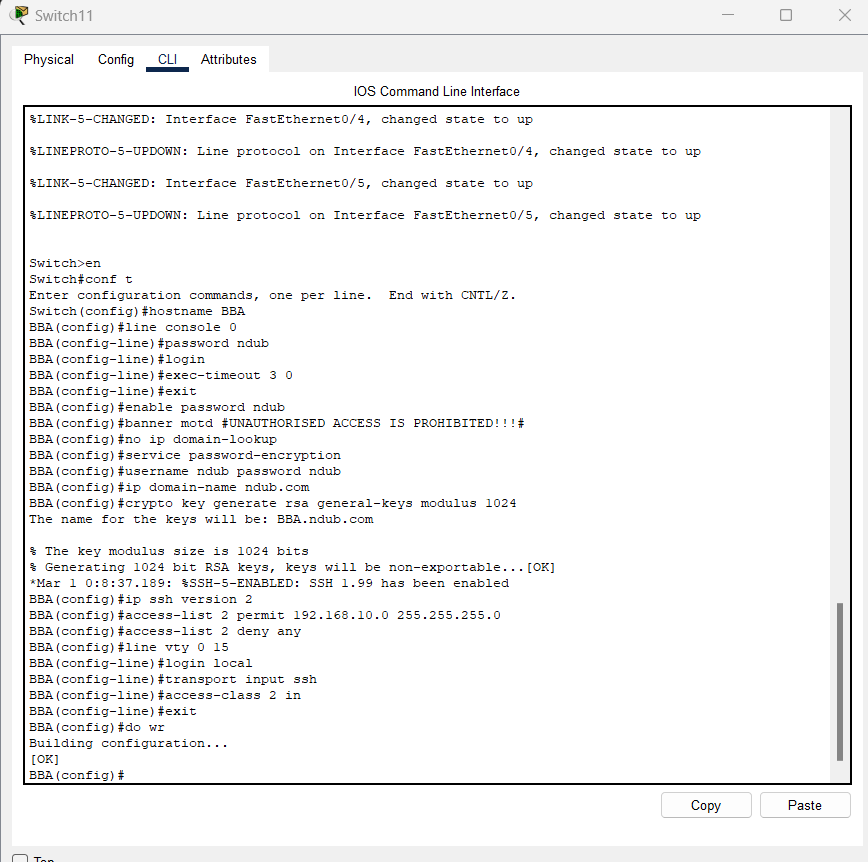 Switch11
Physical Config CLI Attributes
IOS Command Line Interface
%LINK-5-CHANGED: Interface FastEthernet0/4, changed state to up
%LINEPROTO-5-UPDOWN: Line protocol on Interface FastEthernet0/4, changed state to up
%LINK-5-CHANGED: Interface FastEthernet0/5, changed state to up
%LINEPROTO-5-UPDOWN: Line protocol on Interface FastEthernet0/5, changed state to up
Switch>en
Switch#conf t
Enter configuration commands, one per line.  End with CNTL/Z.
Switch(config)#hostname BBA
BBA(config)#line console 0
BBA(config-line)#password ndub
BBA(config-line)#login
BBA(config-line)#exec-timeout 3 0
BBA(config-line)#exit
BBA(config)#enable password ndub
BBA(config)#banner motd #UNAUTHORISED ACCESS IS PROHIBITED!!!#
BBA(config)#no ip domain-lookup
BBA(config)#service password-encryption
BBA(config)#username ndub password ndub
BBA(config)#ip domain-name ndub.com
BBA(config)#crypto key generate rsa general-keys modulus 1024
The name for the keys will be: BBA.ndub.com
% The key modulus size is 1024 bits
% Generating 1024 bit RSA keys, keys will be non-exportable...[OK]
*Mar 1 0:8:37.189: %SSH-5-ENABLED: SSH 1.99 has been enabled
BBA(config)#ip ssh version 2
BBA(config)#access-list 2 permit 192.168.10.0 255.255.255.0
BBA(config)#access-list 2 deny any
BBA(config)#line vty 0 15
BBA(config-line)#login local
BBA(config-line)#transport input ssh
BBA(config-line)#access-class 2 in
BBA(config-line)#exit
BBA(config)#do wr
Building configuration...
[OK]
BBA(config)#
Copy Paste
Top